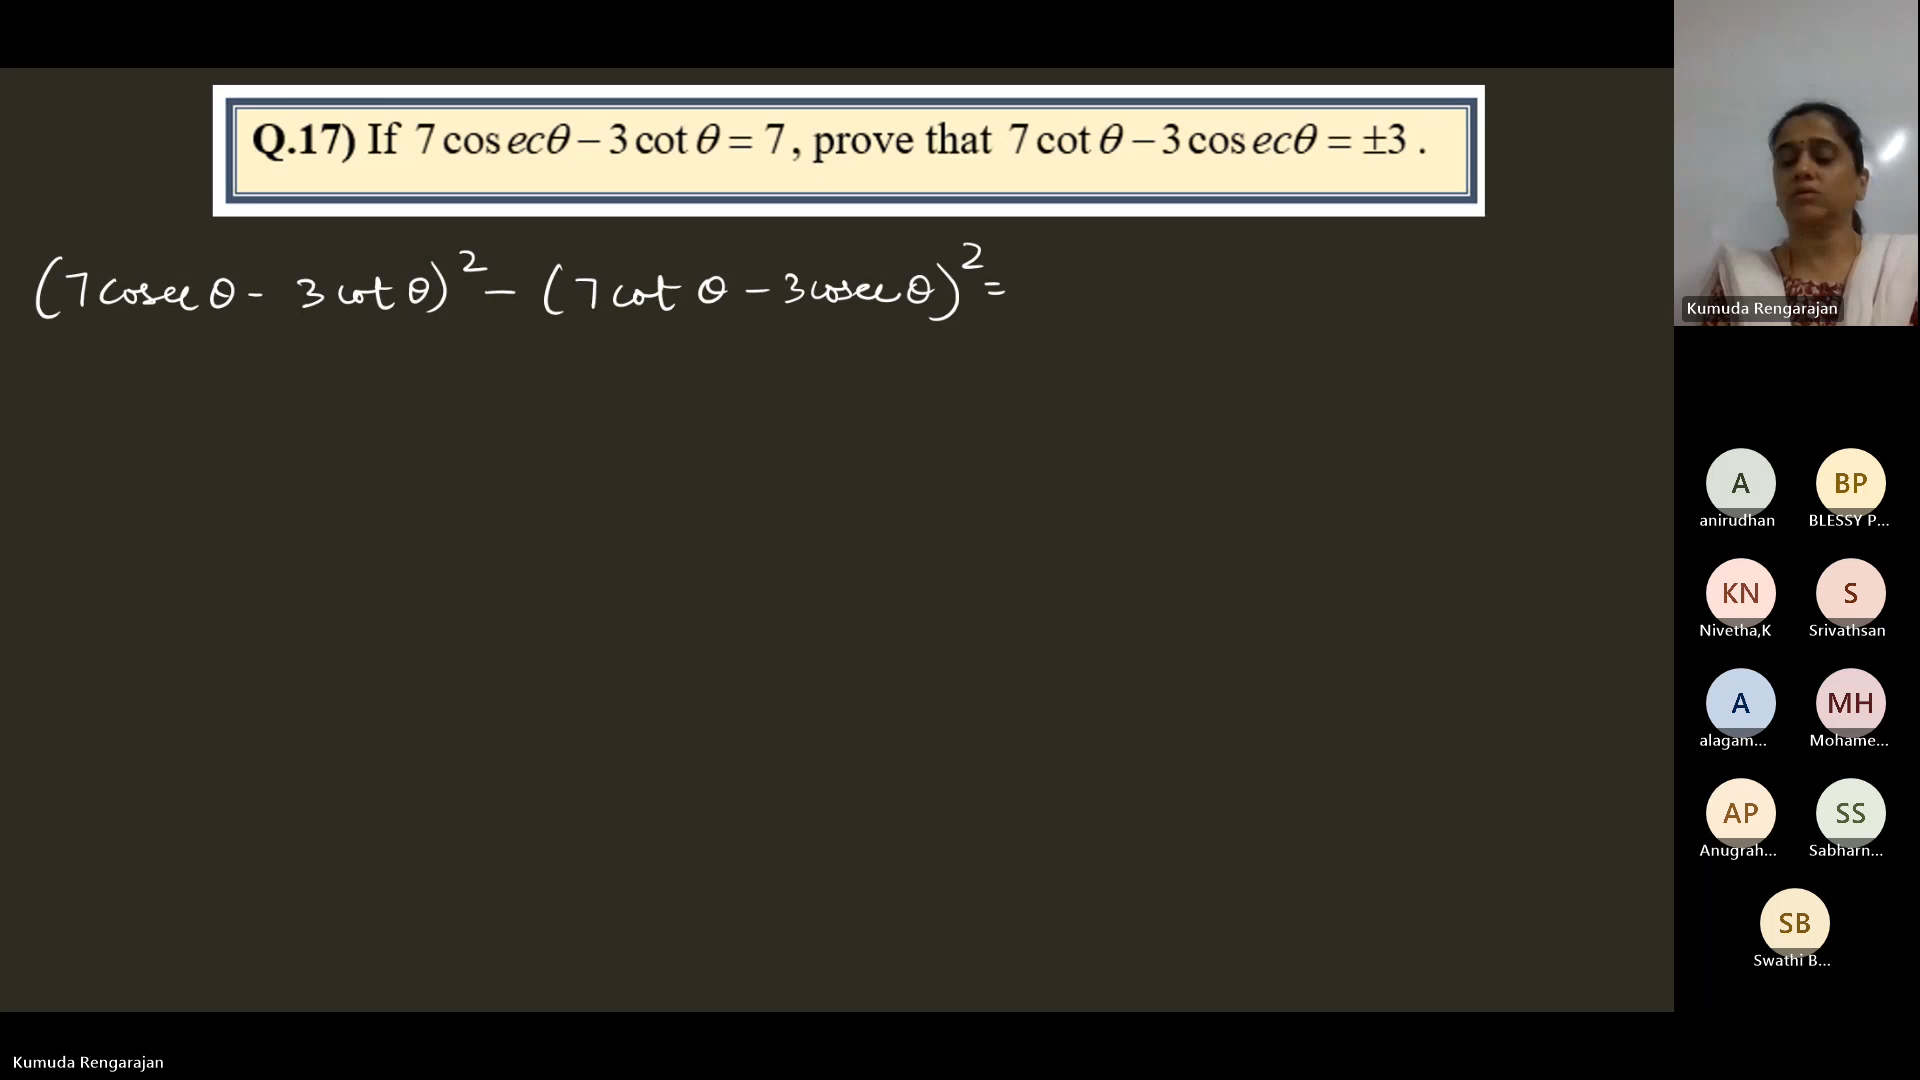 Q.17) If 7 cosecθ − 3 cot θ = 7, prove that 7 cot θ − 3 cosecθ = ±3 .
(7 cosec θ - 3 cot θ)² − (7 cot θ − 3 cosec θ)² =
Kumuda Rengarajan
A
BP
anirudhan
BLESSY P...
KN
S
Nivetha,K
Srivathsan
A
MH
alagam...
Mohame...
AP
SS
Anugrah...
Sabharn...
SB
Swathi B...
Kumuda Rengarajan